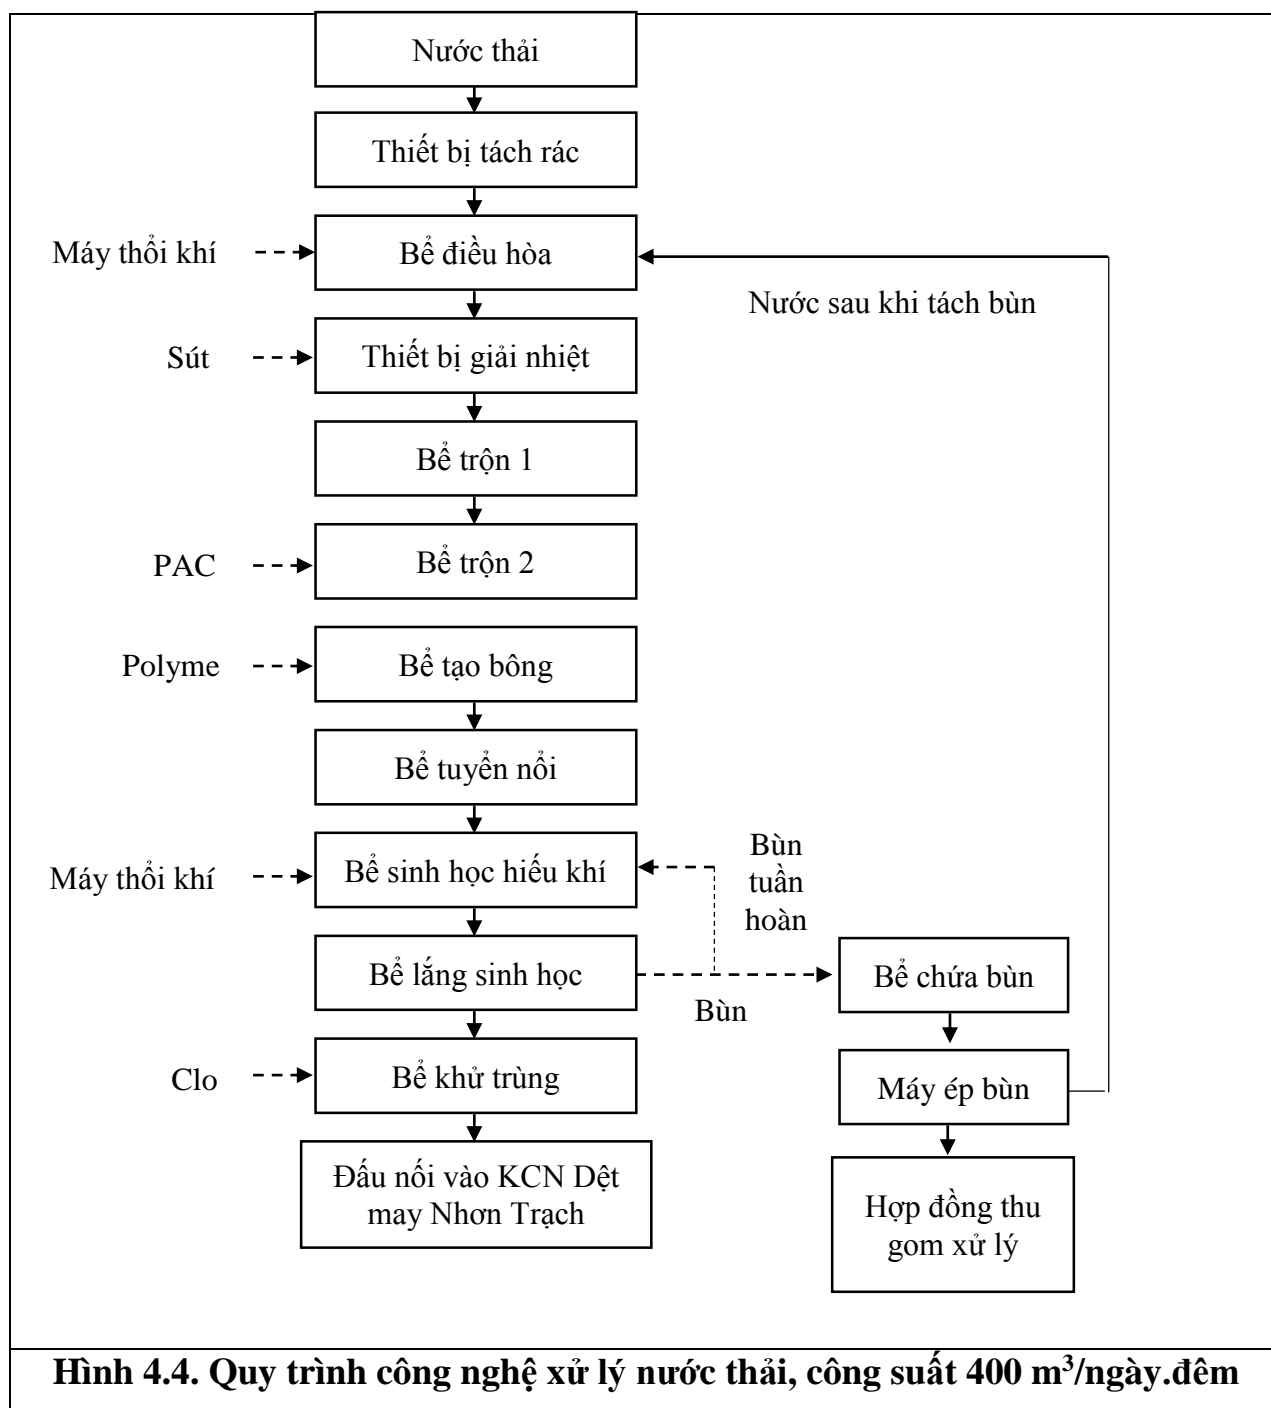 Nước thải
Thiết bị tách rác
Máy thổi khí
Bể điều hòa
Nước sau khi tách bùn
Sút
Thiết bị giải nhiệt
Bể trộn 1
PAC
Bể trộn 2
Polyme
Bể tạo bông
Bể tuyển nổi
Máy thổi khí
Bể sinh học hiếu khí
Bùn
tuần
hoàn
Bể lắng sinh học
Bùn
Bể chứa bùn
Clo
Bể khử trùng
Máy ép bùn
Đấu nối vào KCN Dệt
may Nhơn Trạch
Hợp đồng thu
gom xử lý
Hình 4.4. Quy trình công nghệ xử lý nước thải, công suất 400 m³/ngày.đêm